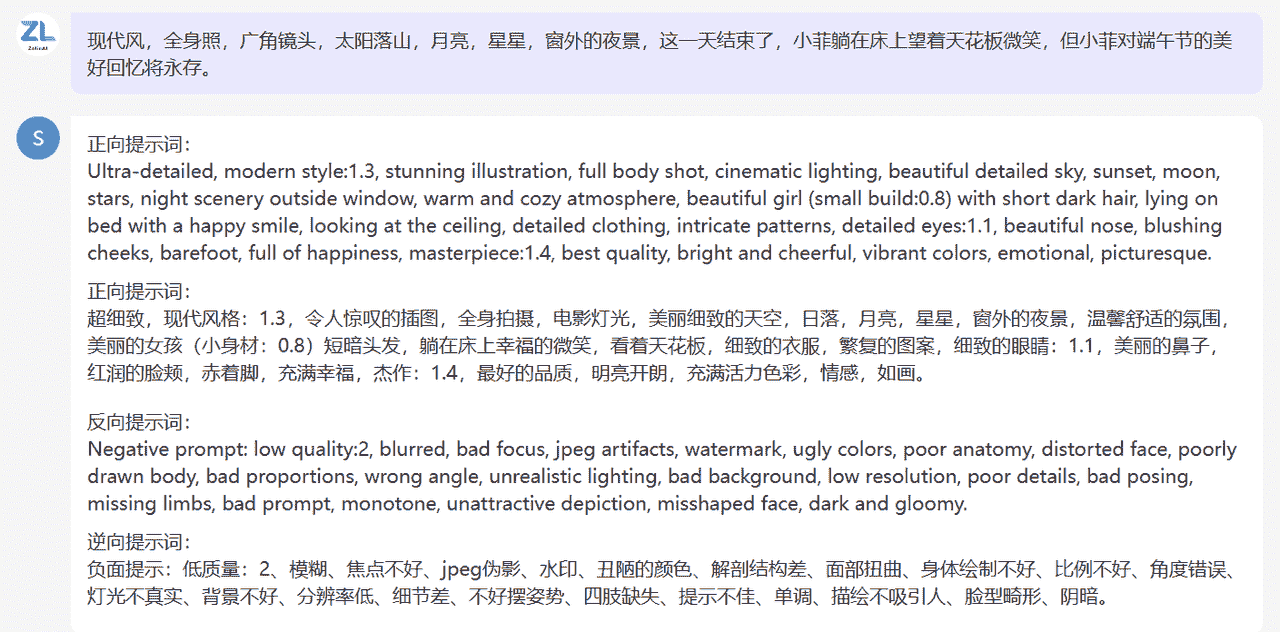 ZL
ZelinAI
现代风，全身照，广角镜头，太阳落山，月亮，星星，窗外的夜景，这一天结束了，小菲躺在床上望着天花板微笑，但小菲对端午节的美
好回忆将永存。
S
正向提示词：
Ultra-detailed, modern style:1.3, stunning illustration, full body shot, cinematic lighting, beautiful detailed sky, sunset, moon,
stars, night scenery outside window, warm and cozy atmosphere, beautiful girl (small build:0.8) with short dark hair, lying on
bed with a happy smile, looking at the ceiling, detailed clothing, intricate patterns, detailed eyes:1.1, beautiful nose, blushing
cheeks, barefoot, full of happiness, masterpiece:1.4, best quality, bright and cheerful, vibrant colors, emotional, picturesque.
正向提示词：
超细致，现代风格：1.3，令人惊叹的插图，全身拍摄，电影灯光，美丽细致的天空，日落，月亮，星星，窗外的夜景，温馨舒适的氛围，
美丽的女孩（小身材：0.8）短暗头发，躺在床上幸福的微笑，看着天花板，细致的衣服，繁复的图案，细致的眼睛：1.1，美丽的鼻子，
红润的脸颊，赤着脚，充满幸福，杰作：1.4，最好的品质，明亮开朗，充满活力色彩，情感，如画。
反向提示词：
Negative prompt: low quality:2, blurred, bad focus, jpeg artifacts, watermark, ugly colors, poor anatomy, distorted face, poorly
drawn body, bad proportions, wrong angle, unrealistic lighting, bad background, low resolution, poor details, bad posing,
missing limbs, bad prompt, monotone, unattractive depiction, misshaped face, dark and gloomy.
逆向提示词：
负面提示：低质量：2、模糊、焦点不好、jpeg伪影、水印、丑陋的颜色、解剖结构差、面部扭曲、身体绘制不好、比例不好、角度错误、
灯光不真实、背景不好、分辨率低、细节差、不好摆姿势、四肢缺失、提示不佳、单调、描绘不吸引人、脸型畸形、阴暗。